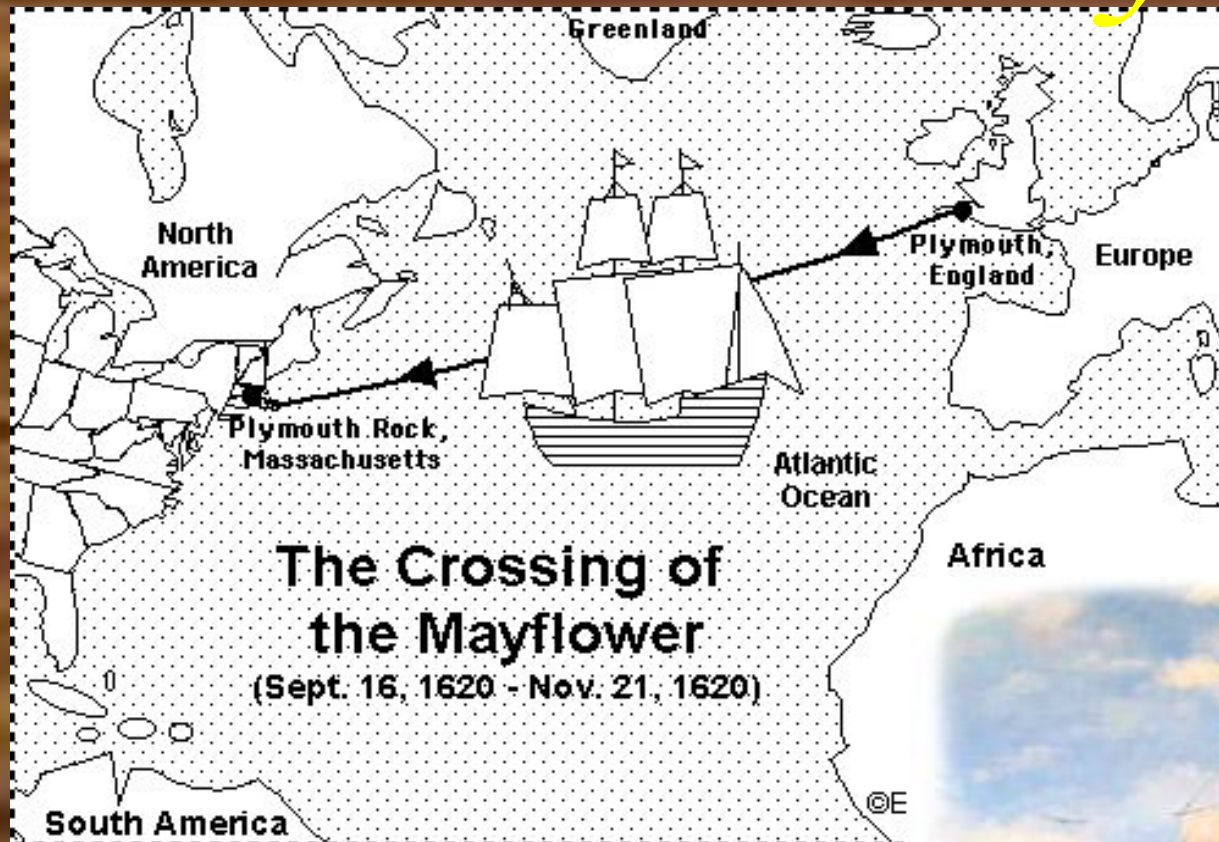 Greenland
North
America
Plymouth,
England
Europe
Plymouth Rock,
Massachusetts
Atlantic
Ocean
Africa
The Crossing of
the Mayflower
(Sept. 16, 1620 - Nov. 21, 1620)
South America
©E